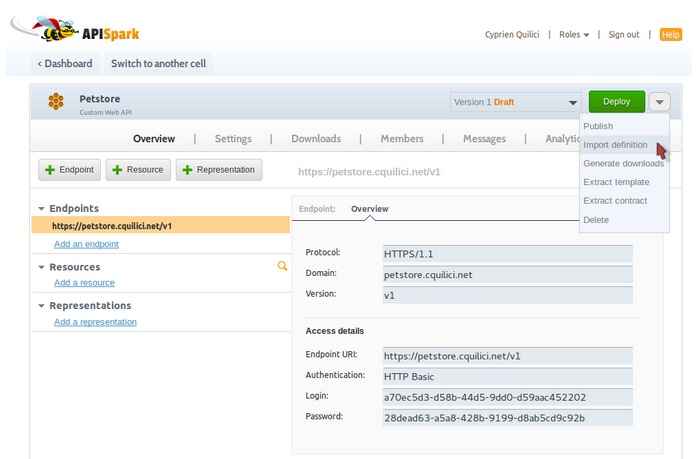 APISpark
Cyprien Quilici | Roles | Sign out | Help
‹ Dashboard Switch to another cell
Petstore
Custom Web API
Version 1 Draft
Deploy
Overview | Settings | Downloads | Members | Messages | Analytic
Publish
Import definition
Generate downloads
Extract template
Extract contract
Delete
+ Endpoint + Resource + Representation
https://petstore.cquilici.net/v1
Endpoints
https://petstore.cquilici.net/v1
Add an endpoint
Resources
Add a resource
Representations
Add a representation
Endpoint: Overview
Protocol: HTTPS/1.1
Domain: petstore.cquilici.net
Version: v1
Access details
Endpoint URI: https://petstore.cquilici.net/v1
Authentication: HTTP Basic
Login: a70ec5d3-d58b-44d5-9dd0-d59aac452202
Password: 28dead63-a5a8-428b-9199-d8ab5cd9c92b